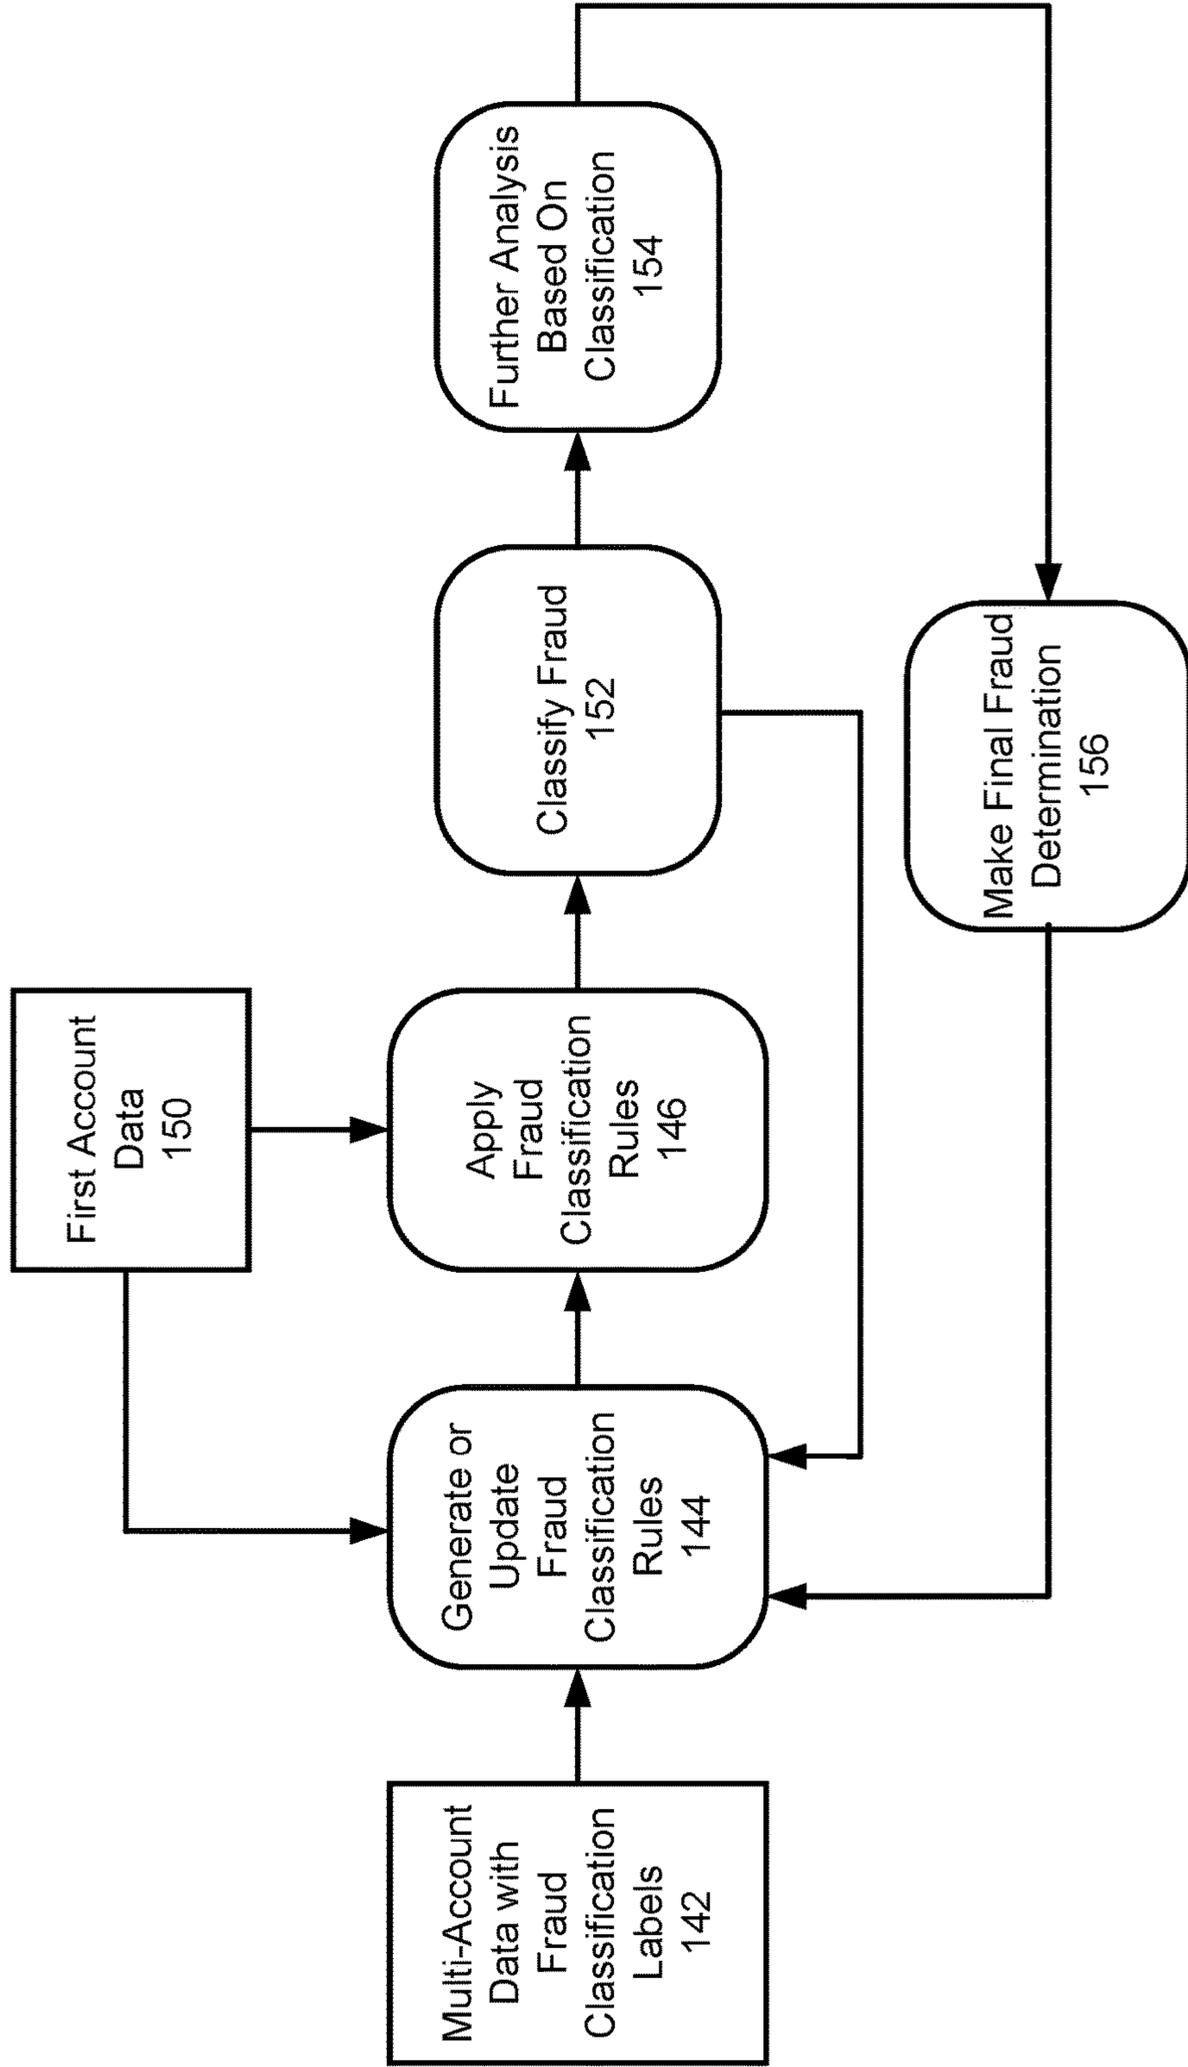 First Account
Data
150
Multi-Account
Data with
Fraud
Classification
Labels
142
Generate or
Update
Fraud
Classification
Rules
144
Apply
Fraud
Classification
Rules
146
Classify Fraud
152
Further Analysis
Based On
Classification
154
Make Final Fraud
Determination
156